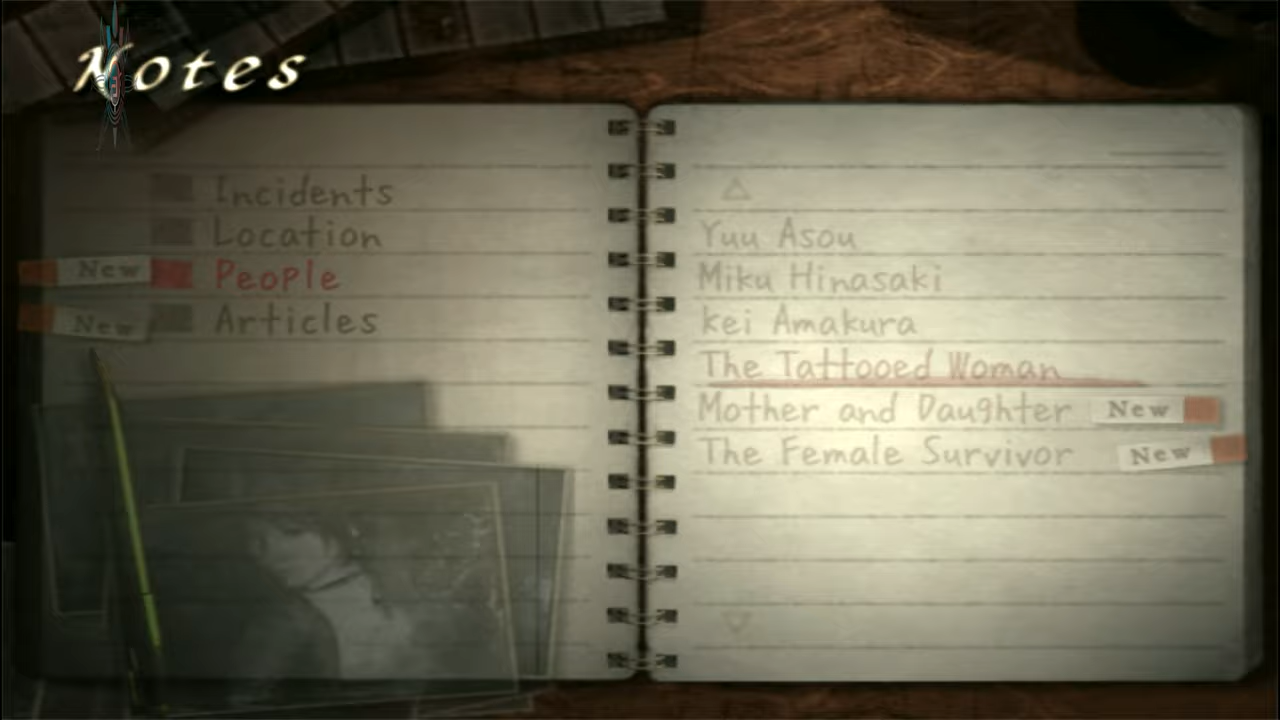 Notes
Incidents
Location
New People
New Articles
Yuu Asou
Miku Hinasaki
kei Amakura
The Tattooed Woman
Mother and Daughter New
The Female Survivor New